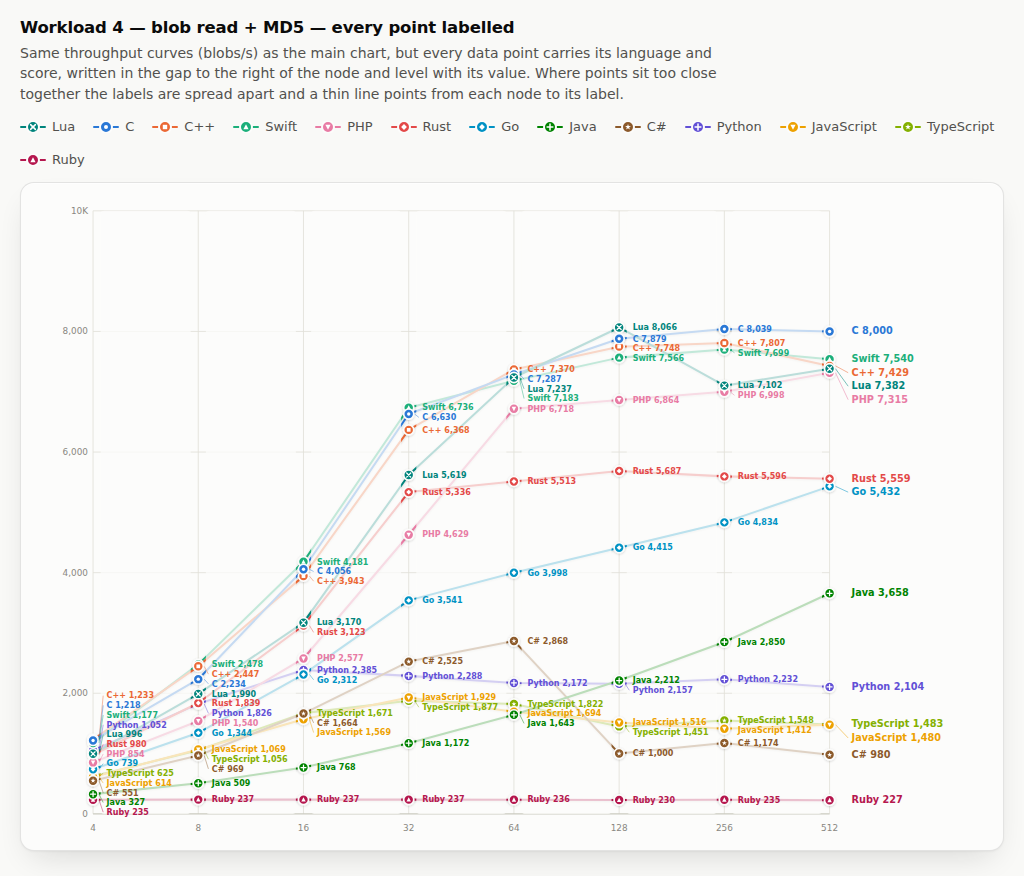 Workload 4 — blob read + MD5 — every point labelled
Same throughput curves (blobs/s) as the main chart, but every data point carries its language and
score, written in the gap to the right of the node and level with its value. Where points sit too close
together the labels are spread apart and a thin line points from each node to its label.
Lua C C++ Swift PHP Rust Go Java C# Python JavaScript TypeScript
Ruby
10K
8,000
6,000
4,000
2,000
0
C++ 1,233
C 1,218
Swift 1,177
Python 1,052
Lua 996
Rust 980
PHP 854
Go 739
TypeScript 625
JavaScript 614
C# 551
Java 327
Ruby 235
Swift 2,478
C++ 2,447
C 2,234
Lua 1,990
Rust 1,839
Python 1,826
PHP 1,540
Go 1,344
JavaScript 1,069
TypeScript 1,056
C# 969
Java 509
Ruby 237
Swift 4,181
C 4,056
C++ 3,943
Lua 3,170
Rust 3,123
PHP 2,577
Python 2,385
Go 2,312
TypeScript 1,671
C# 1,664
JavaScript 1,569
Java 768
Ruby 237
Swift 6,736
C 6,630
C++ 6,368
Lua 5,619
Rust 5,336
PHP 4,629
Go 3,541
C# 2,525
Python 2,288
JavaScript 1,929
TypeScript 1,877
Java 1,172
Ruby 237
C++ 7,370
C 7,287
Lua 7,237
Swift 7,183
PHP 6,718
Rust 5,513
Go 3,998
C# 2,868
Python 2,172
TypeScript 1,822
JavaScript 1,694
Java 1,643
Ruby 236
Lua 8,066
C 7,879
C++ 7,748
Swift 7,566
PHP 6,864
Rust 5,687
Go 4,415
Java 2,212
Python 2,157
JavaScript 1,516
TypeScript 1,451
C# 1,000
Ruby 230
C 8,039
C++ 7,807
Swift 7,699
Lua 7,102
PHP 6,998
Rust 5,596
Go 4,834
Java 2,850
Python 2,232
TypeScript 1,548
JavaScript 1,412
C# 1,174
Ruby 235
C 8,000
Swift 7,540
C++ 7,429
Lua 7,382
PHP 7,315
Rust 5,559
Go 5,432
Java 3,658
Python 2,104
TypeScript 1,483
JavaScript 1,480
C# 980
Ruby 227
4 8 16 32 64 128 256 512